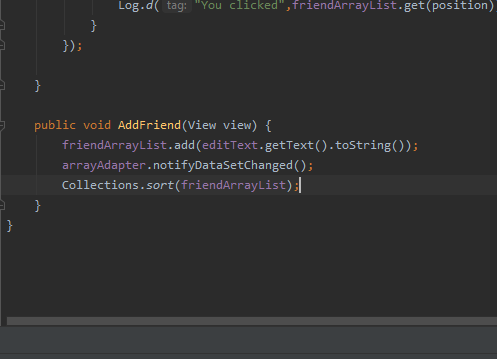 Log.d( tag: "You clicked",friendArrayList.get(position)
}
});
}
public void AddFriend(View view) {
friendArrayList.add(editText.getText().toString());
arrayAdapter.notifyDataSetChanged();
Collections.sort(friendArrayList);
}
}